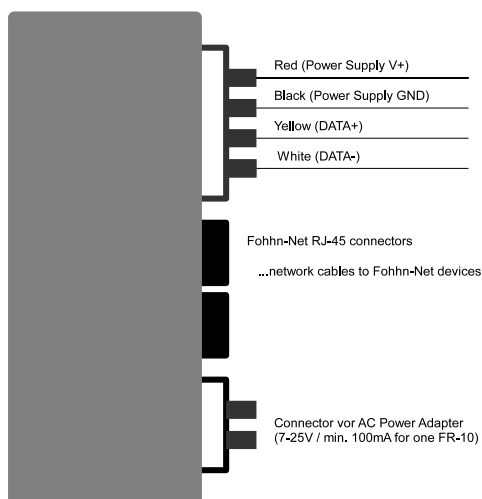 Red (Power Supply V+)
Black (Power Supply GND)
Yellow (DATA+)
White (DATA-)
Fohhn-Net RJ-45 connectors
...network cables to Fohhn-Net devices
Connector vor AC Power Adapter
(7-25V / min. 100mA for one FR-10)